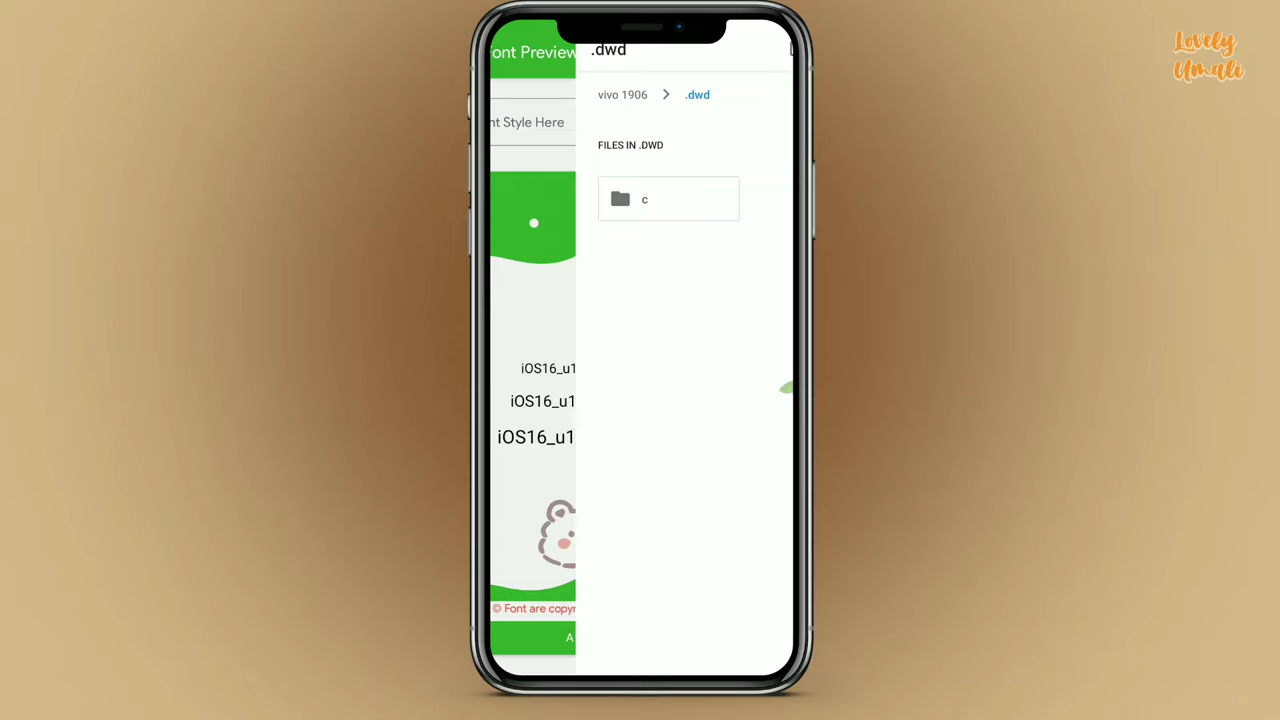 Lovely
Umali
ont Preview
nt Style Here
iOS16_u1
iOS16_u1
iOS16_u1
© Font are copyr
A
.dwd
vivo 1906 > .dwd
FILES IN .DWD
c